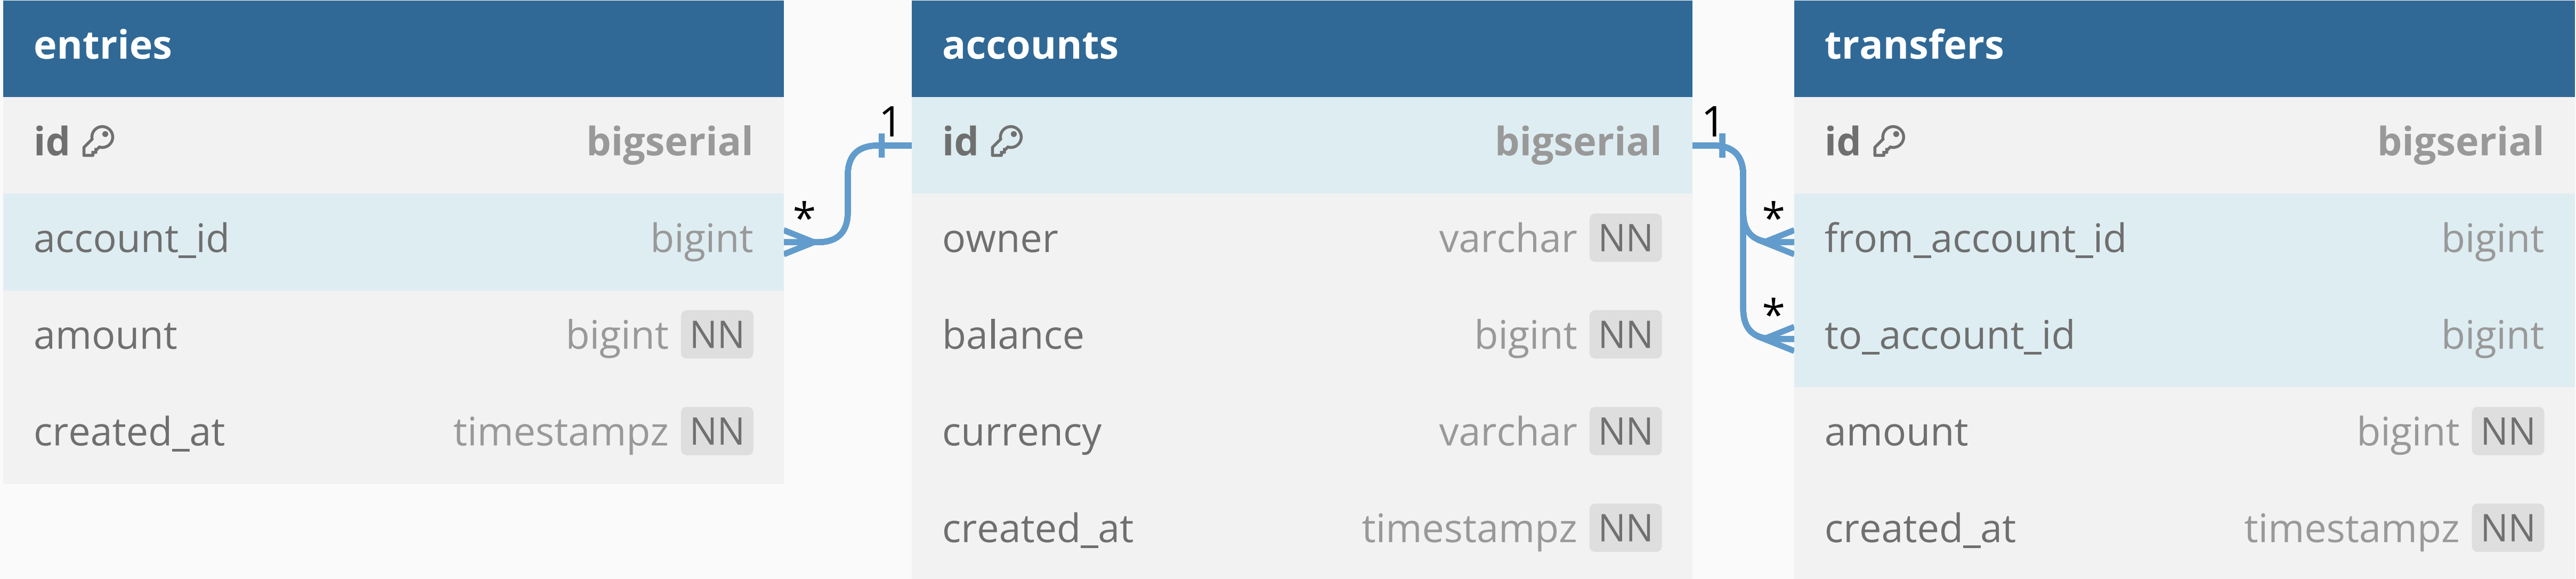 entries
id bigserial
account_id bigint
amount bigint NN
created_at timestampz NN
1
*
accounts
id bigserial
owner varchar NN
balance bigint NN
currency varchar NN
created_at timestampz NN
1
*
*
transfers
id bigserial
from_account_id bigint
to_account_id bigint
amount bigint NN
created_at timestampz NN